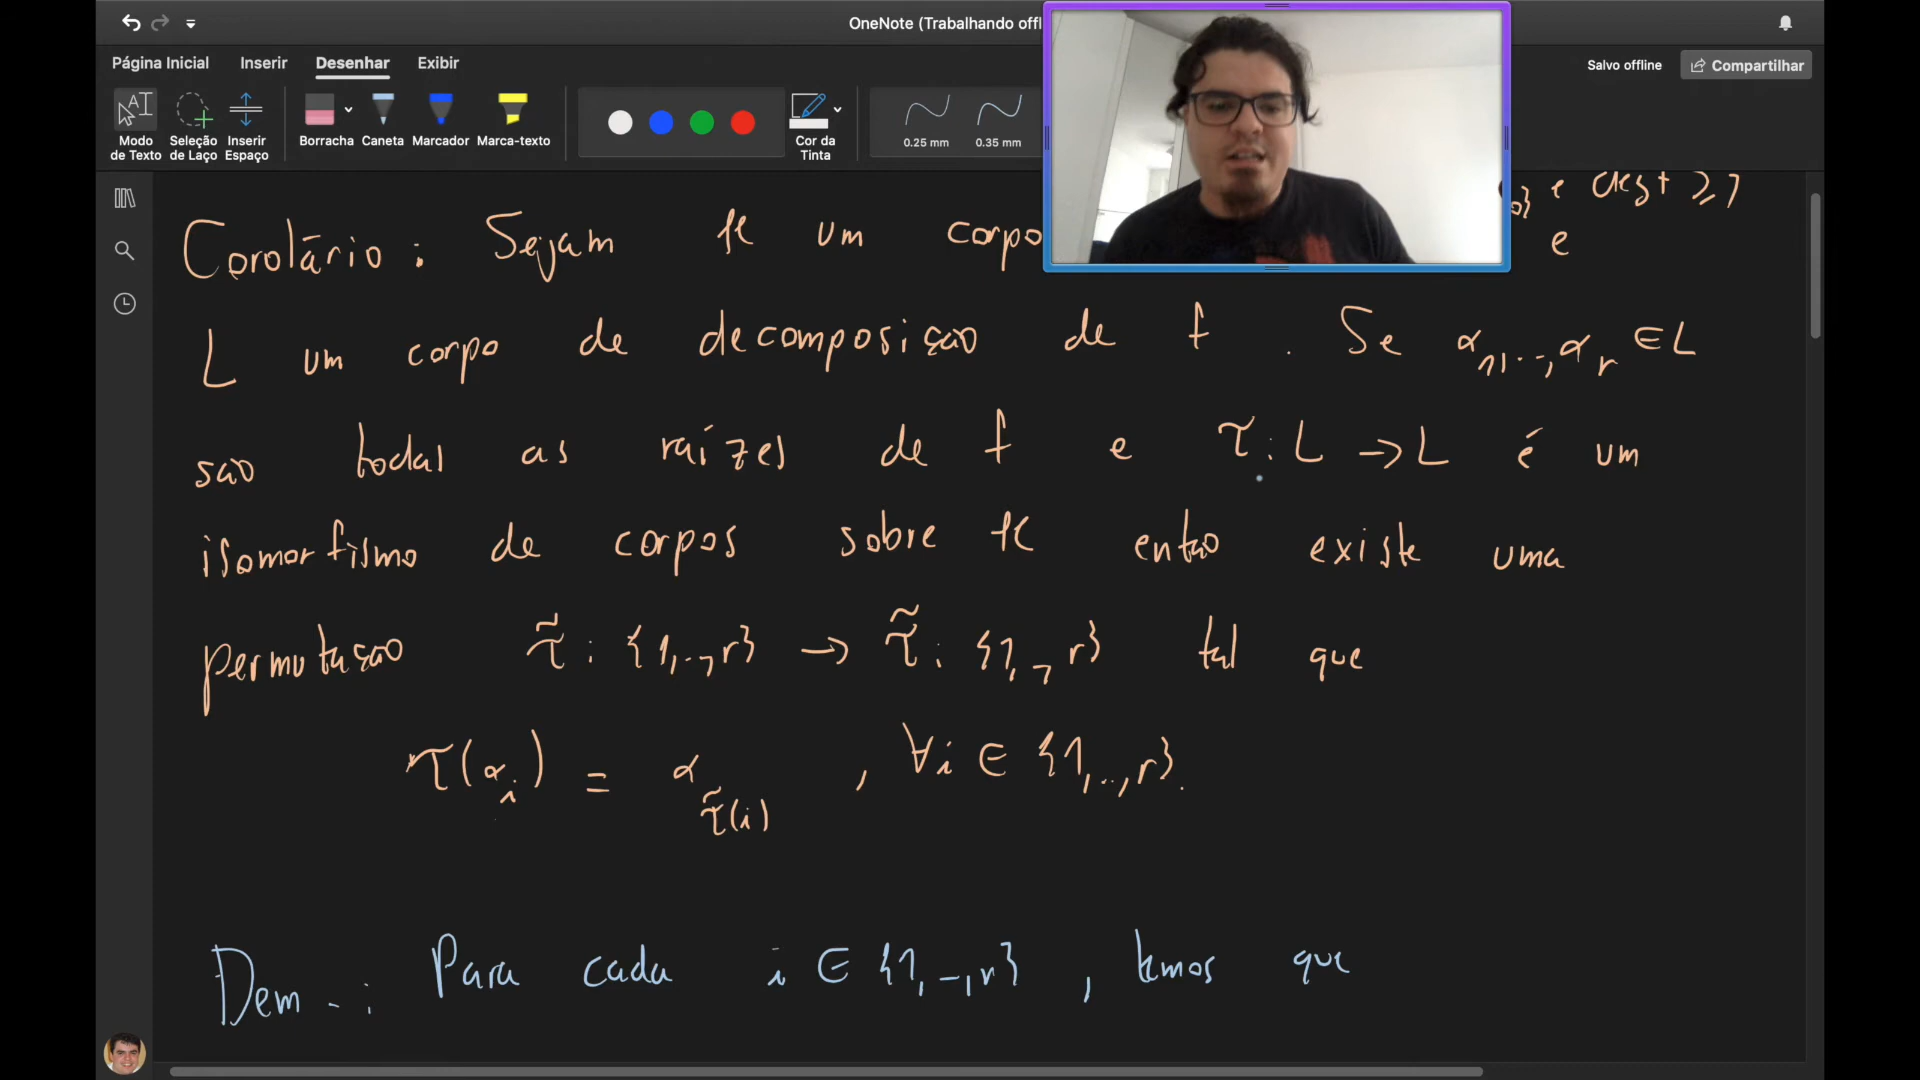 OneNote (Trabalhando offl
Página Inicial Inserir Desenhar Exibir
Salvo offline Compartilhar
Modo de Texto Seleção de Laço Inserir Espaço Borracha Caneta Marcador Marca-texto Cor da Tinta 0.25 mm 0.35 mm
e
Corolário: Sejam K um corpo e
L um corpo de decomposição de f. Se α₁,..., αᵣ ∈ L
são todas as raízes de f e τ: L → L é um
isomorfismo de corpos sobre K então existe uma
permutação τ̃: {1,..,r} → τ̃: {1,..,r} tal que
τ(αᵢ) = α_τ̃(i) , ∀i ∈ {1,..,r}.
Dem.: Para cada i ∈ {1,..,r}, temos que